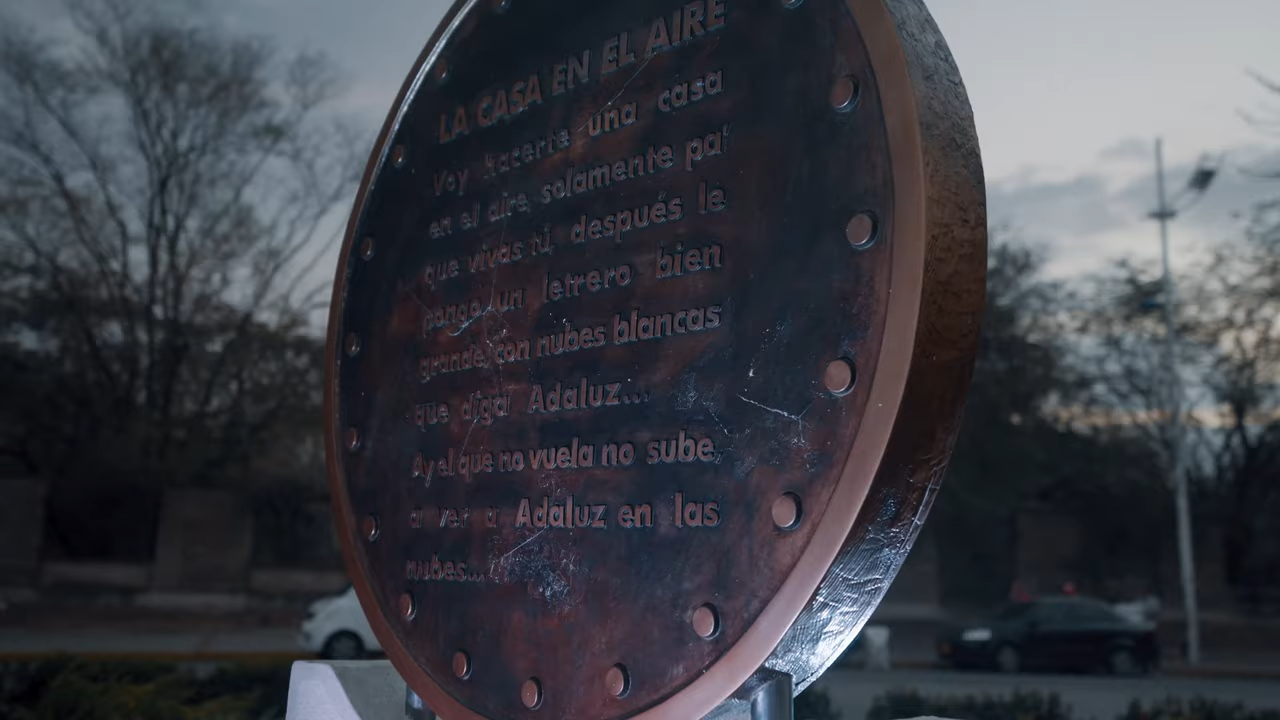 LA CASA EN EL AIRE
Voy hacerte una casa
en el aire, solamente pa'
que vivas tú, después le
pongo un letrero bien
grande, con nubes blancas
que diga Adaluz...
Ay el que no vuela no sube,
a ver a Adaluz en las
nubes...